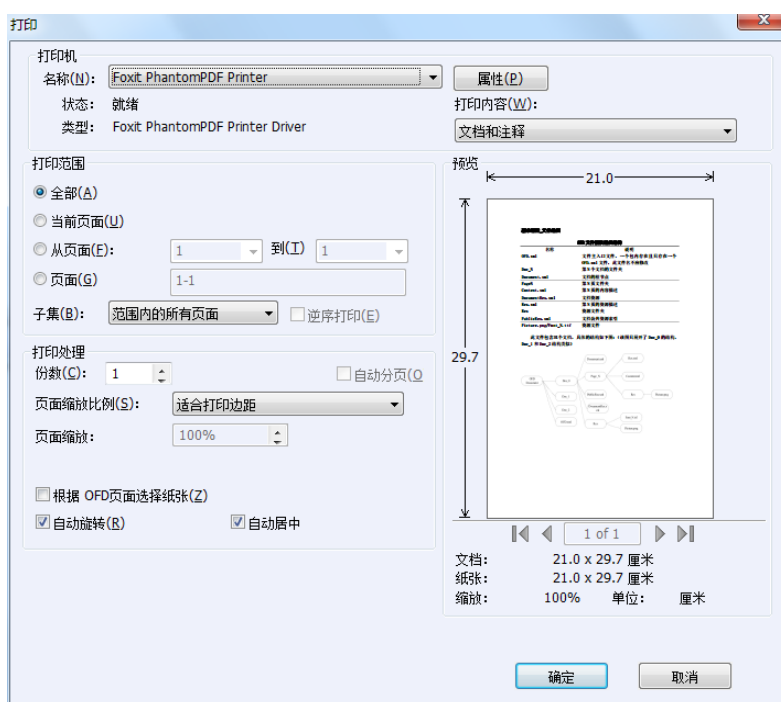 打印
打印机
名称(N): Foxit PhantomPDF Printer 属性(P)
状态: 就绪 打印内容(W):
类型: Foxit PhantomPDF Printer Driver 文档和注释
打印范围 预览
全部(A) 21.0
当前页面(U)
从页面(F): 1 到(T) 1
页面(G) 1-1
子集(B): 范围内的所有页面 逆序打印(E)
打印处理
份数(C): 1 自动分页(O
29.7
页面缩放比例(S): 适合打印边距
页面缩放: 100%
根据 OFD页面选择纸张(Z)
自动旋转(R) 自动居中
1 of 1
文档: 21.0 x 29.7 厘米
纸张: 21.0 x 29.7 厘米
缩放: 100% 单位: 厘米
确定 取消